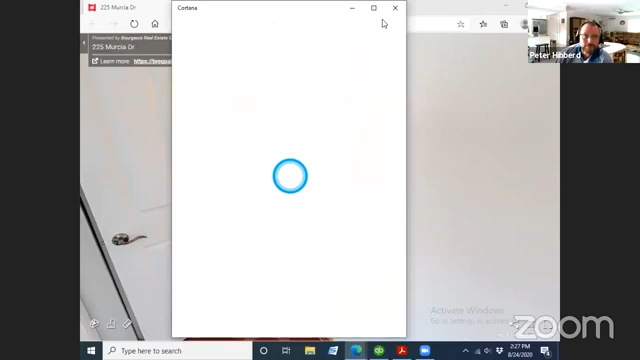 225 Murcia Dr
Cortana
Presented by Bourgeois Real Estate
225 Murcia Dr
Learn more:
Peter Hibberd
Activate Windows
Go to Settings to activate
zoom
Type here to search
2:27 PM
8/24/2020